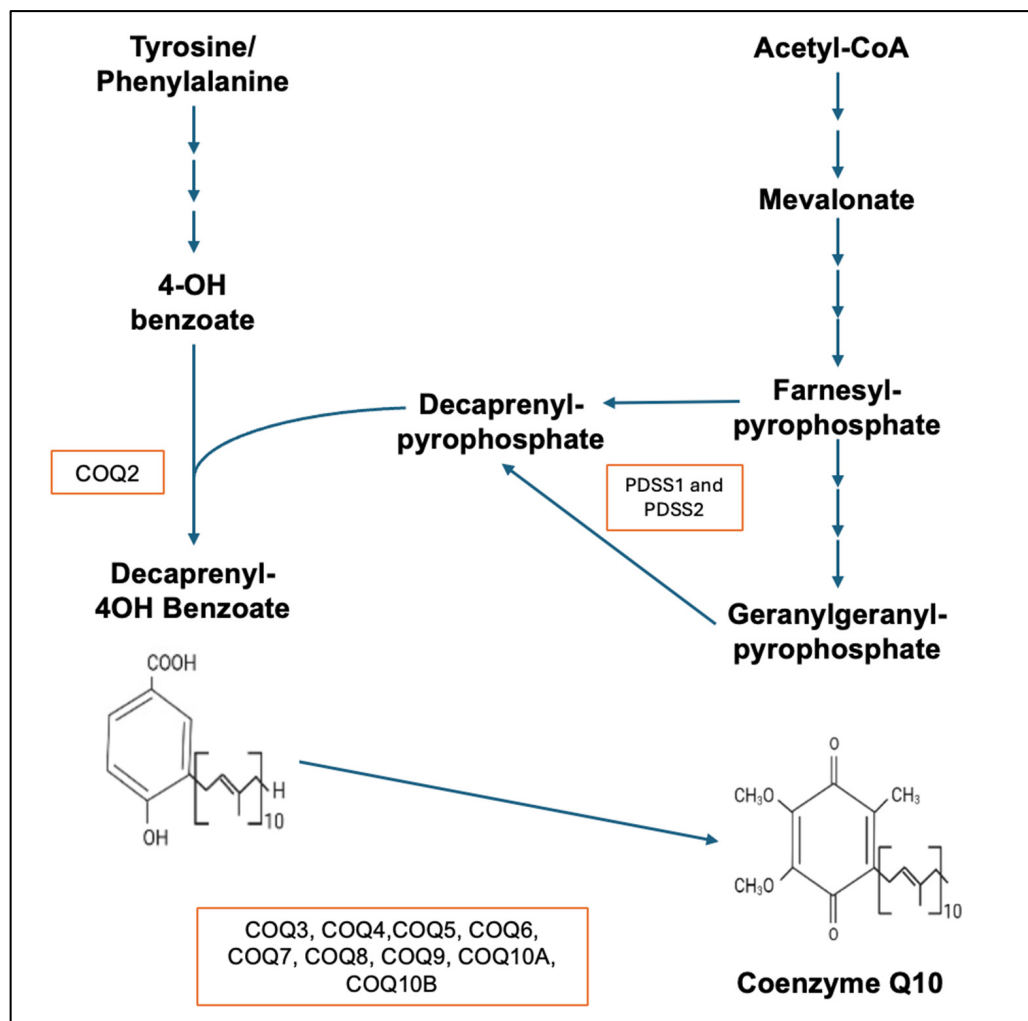 Tyrosine/
Phenylalanine
Acetyl-CoA
Mevalonate
4-OH
benzoate
Farnesyl-
pyrophosphate
Decaprenyl-
pyrophosphate
COQ2
PDSS1 and
PDSS2
Decaprenyl-
4OH Benzoate
Geranylgeranyl-
pyrophosphate
COOH
H
10
OH
O
CH₃O
CH₃
CH₃O
10
O
COQ3, COQ4,COQ5, COQ6,
COQ7, COQ8, COQ9, COQ10A,
COQ10B
Coenzyme Q10